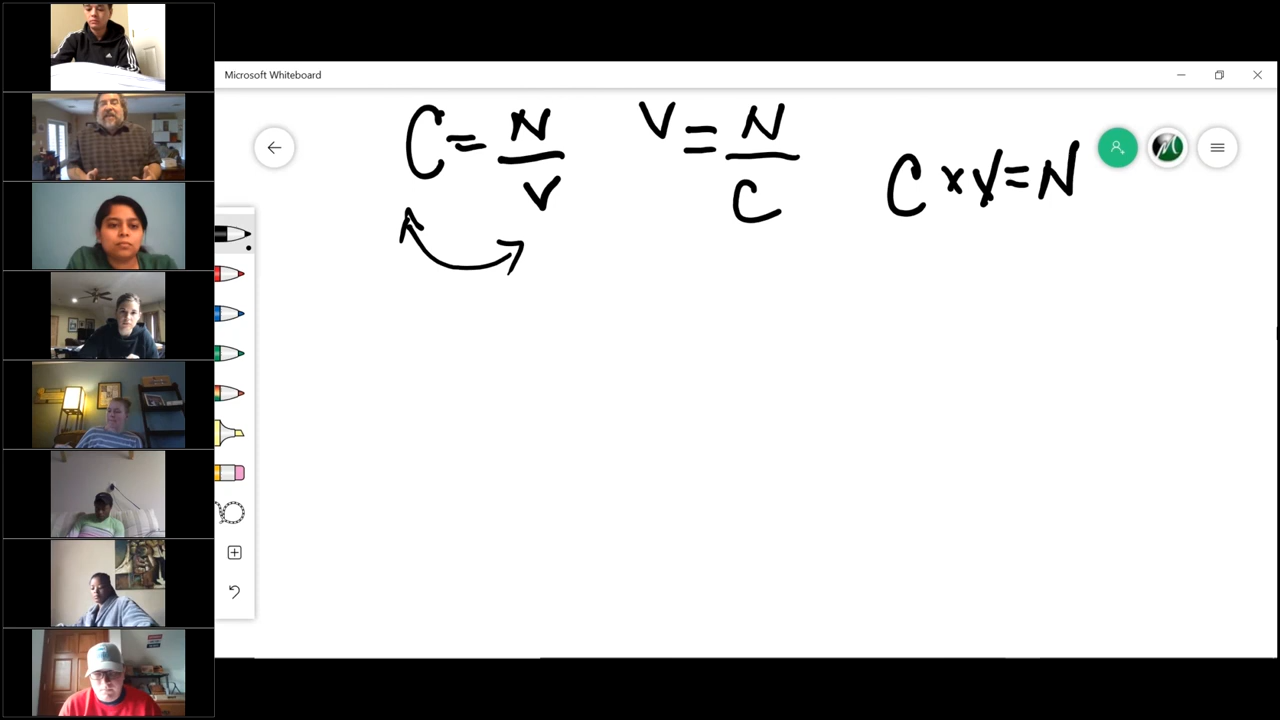 Microsoft Whiteboard
C = N/V
V = N/C
C x V = N